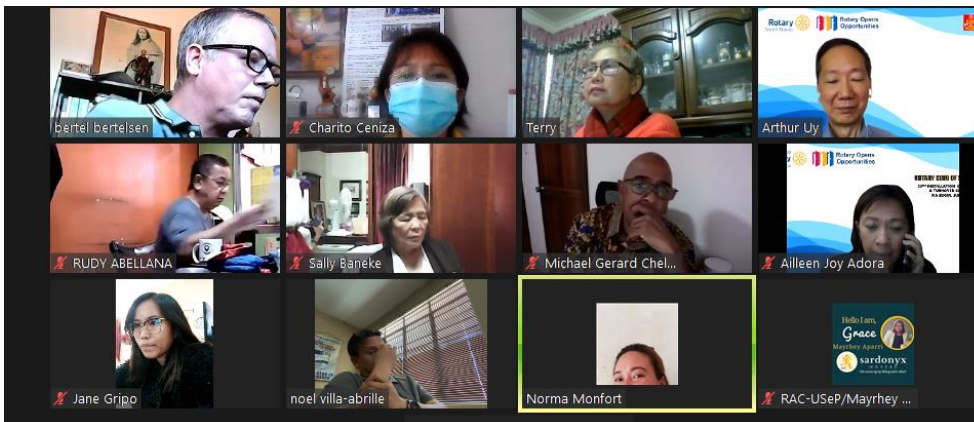 bertel bertelsen
Charito Ceniza
Terry
Rotary
Rotary Opens
Opportunities
Arthur Uy
RUDY ABELLANA
Sally Baneke
Michael Gerard Chel...
Rotary Opens
Opportunities
Ailleen Joy Adora
Jane Gripo
noel villa-abrille
Norma Monfort
Hello I am,
Grace
Mayrhey Aparri
sardonyx
RAC-USeP/Mayrhey ...